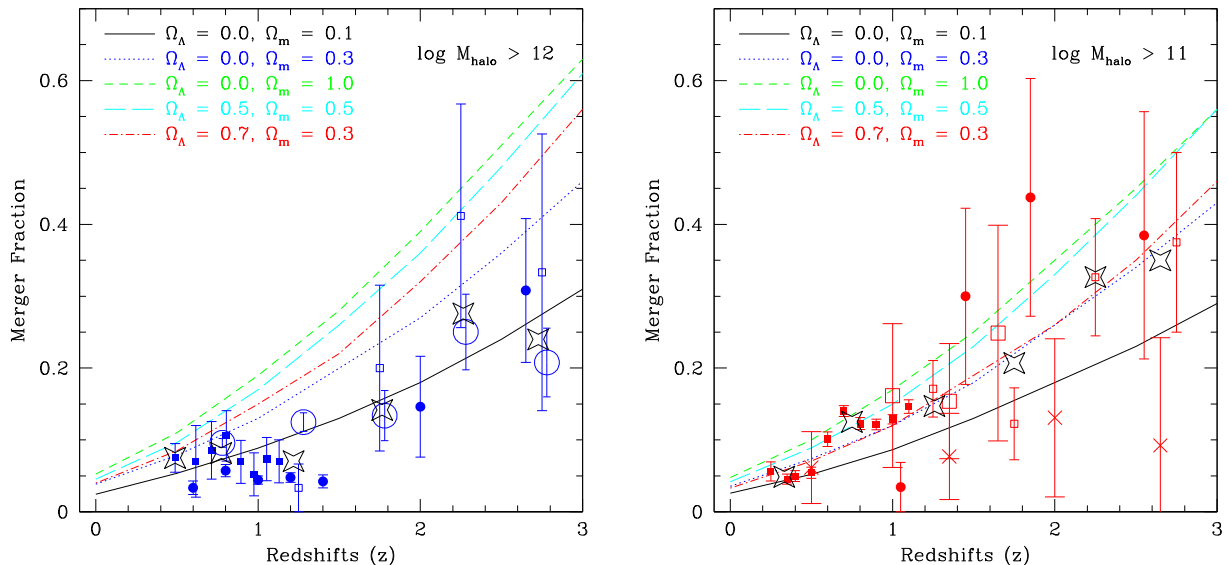 Ω_Λ = 0.0, Ω_m = 0.1
Ω_Λ = 0.0, Ω_m = 0.3
Ω_Λ = 0.0, Ω_m = 1.0
Ω_Λ = 0.5, Ω_m = 0.5
Ω_Λ = 0.7, Ω_m = 0.3
log M_halo > 12
Merger Fraction
0.6
0.4
0.2
0
0 1 2 3
Redshifts (z)
Ω_Λ = 0.0, Ω_m = 0.1
Ω_Λ = 0.0, Ω_m = 0.3
Ω_Λ = 0.0, Ω_m = 1.0
Ω_Λ = 0.5, Ω_m = 0.5
Ω_Λ = 0.7, Ω_m = 0.3
log M_halo > 11
Merger Fraction
0.6
0.4
0.2
0
0 1 2 3
Redshifts (z)